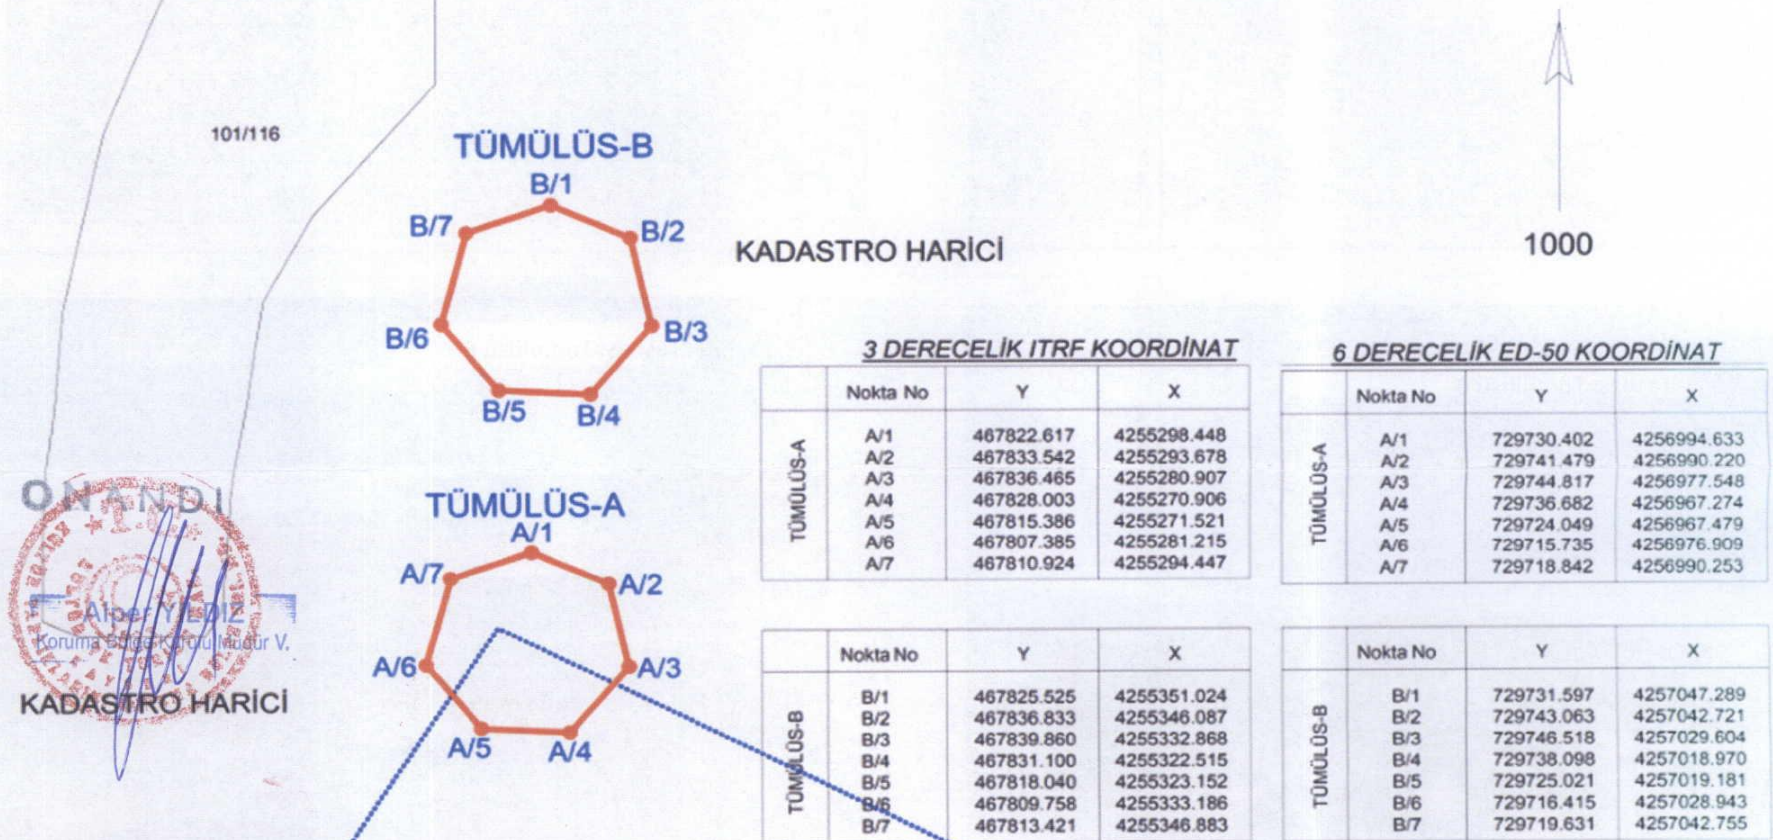 101/116
TÜMÜLÜS-B
B/1
B/7
B/2
B/6
B/3
B/5
B/4
KADASTRO HARİCİ
1000
TÜMÜLÜS-A
A/1
A/7
A/2
A/6
A/3
A/5
A/4
ONANDI
Alper YILDIZ
Koruma Bölge Kurulu Müdür V.
KADASTRO HARİCİ
3 DERECELİK ITRF KOORDİNAT
Nokta No Y X
TÜMÜLÜS-A
A/1 467822.617 4255298.448
A/2 467833.542 4255293.678
A/3 467836.465 4255280.907
A/4 467828.003 4255270.906
A/5 467815.386 4255271.521
A/6 467807.385 4255281.215
A/7 467810.924 4255294.447
Nokta No Y X
TÜMÜLÜS-B
B/1 467825.525 4255351.024
B/2 467836.833 4255346.087
B/3 467839.860 4255332.868
B/4 467831.100 4255322.515
B/5 467818.040 4255323.152
B/6 467809.758 4255333.186
B/7 467813.421 4255346.883
6 DERECELİK ED-50 KOORDİNAT
Nokta No Y X
TÜMÜLÜS-A
A/1 729730.402 4256994.633
A/2 729741.479 4256990.220
A/3 729744.817 4256977.548
A/4 729736.682 4256967.274
A/5 729724.049 4256967.479
A/6 729715.735 4256976.909
A/7 729718.842 4256990.253
Nokta No Y X
TÜMÜLÜS-B
B/1 729731.597 4257047.289
B/2 729743.063 4257042.721
B/3 729746.518 4257029.604
B/4 729738.098 4257018.970
B/5 729725.021 4257019.181
B/6 729716.415 4257028.943
B/7 729719.631 4257042.755